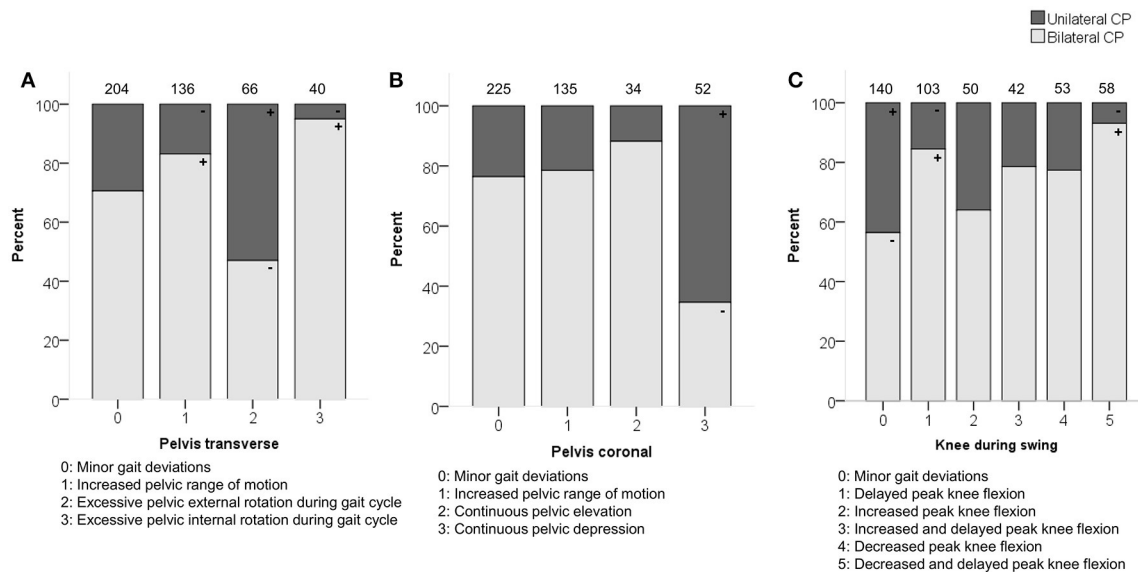 Unilateral CP
Bilateral CP
A
204 136 66 40
100
80
60
40
20
0
Percent
- + -
+ - +
0 1 2 3
Pelvis transverse
0: Minor gait deviations
1: Increased pelvic range of motion
2: Excessive pelvic external rotation during gait cycle
3: Excessive pelvic internal rotation during gait cycle
B
225 135 34 52
100
80
60
40
20
0
Percent
+
-
0 1 2 3
Pelvis coronal
0: Minor gait deviations
1: Increased pelvic range of motion
2: Continuous pelvic elevation
3: Continuous pelvic depression
C
140 103 50 42 53 58
100
80
60
40
20
0
Percent
+ - -
- + +
0 1 2 3 4 5
Knee during swing
0: Minor gait deviations
1: Delayed peak knee flexion
2: Increased peak knee flexion
3: Increased and delayed peak knee flexion
4: Decreased peak knee flexion
5: Decreased and delayed peak knee flexion